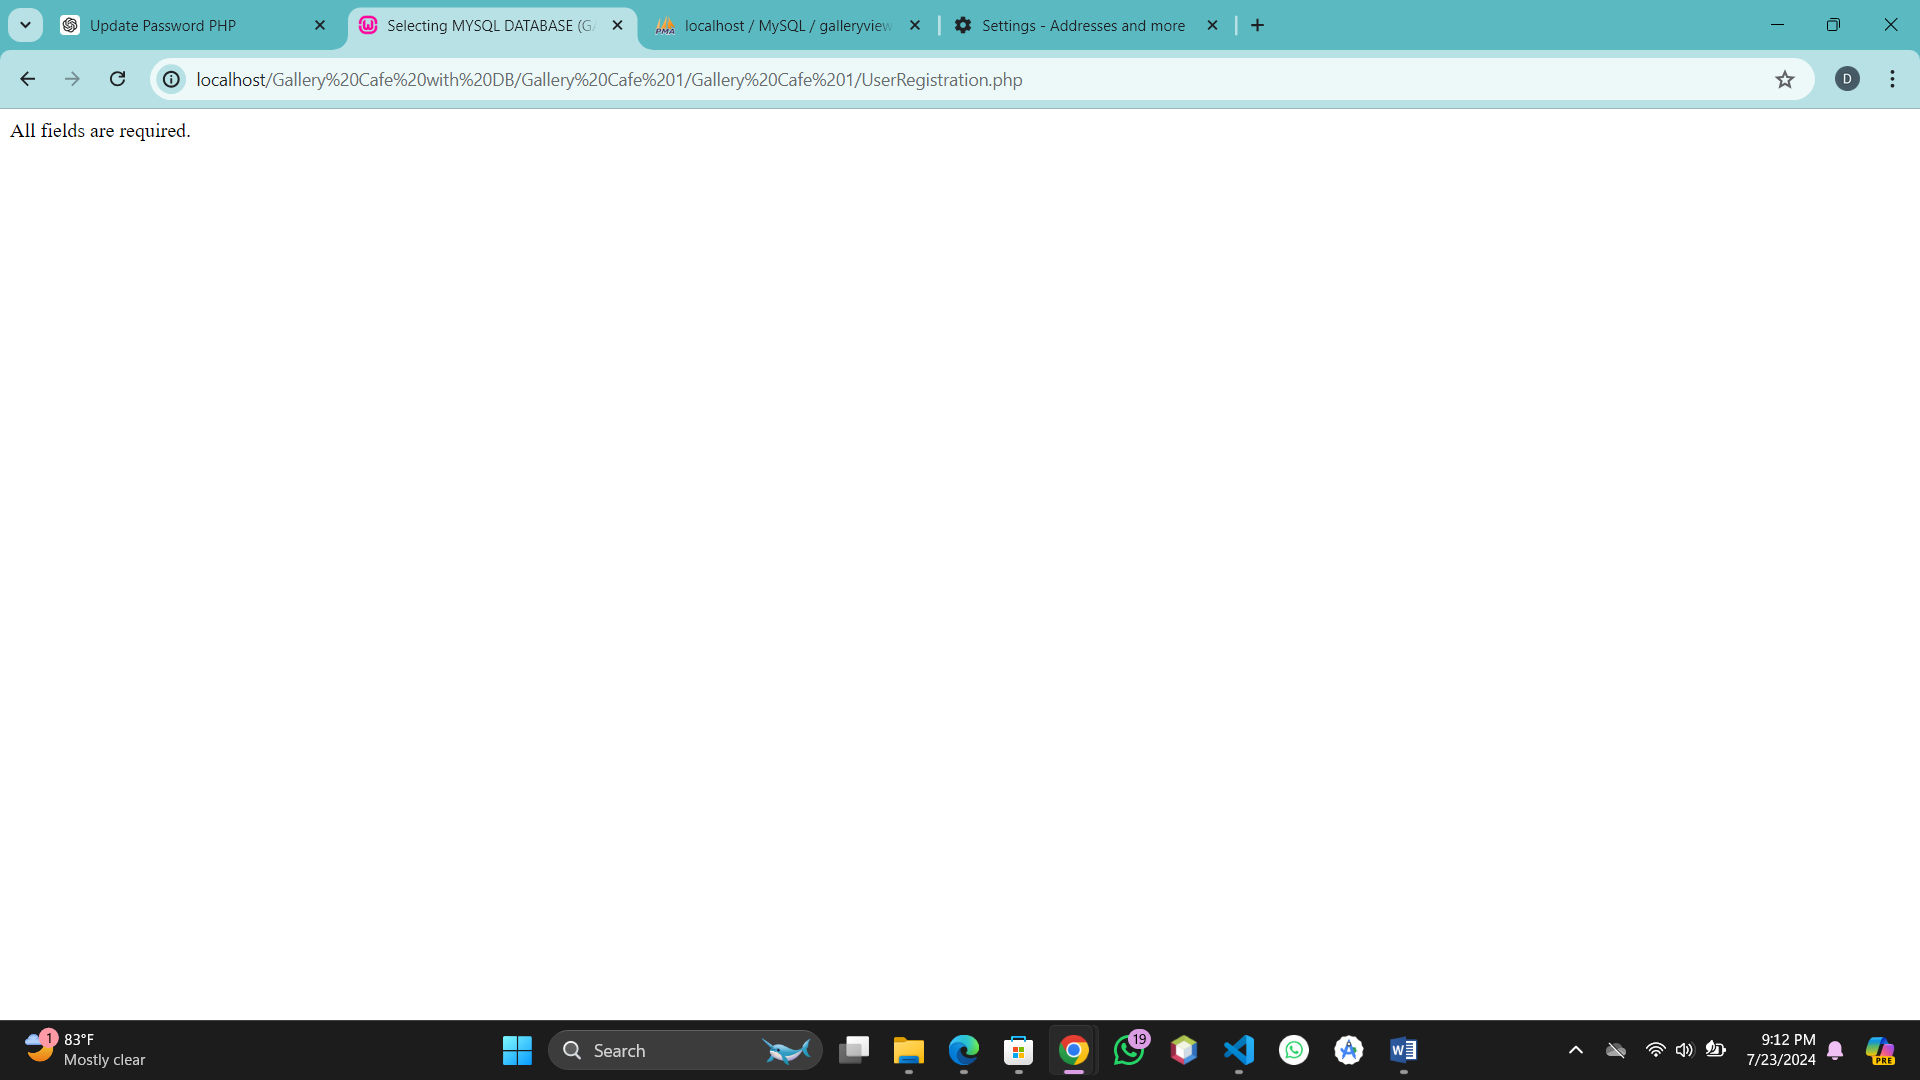 Update Password PHP
Selecting MYSQL DATABASE (GA
localhost / MySQL / galleryview
Settings - Addresses and more
localhost/Gallery%20Cafe%20with%20DB/Gallery%20Cafe%201/Gallery%20Cafe%201/UserRegistration.php
D
All fields are required.
1
83°F
Mostly clear
Search
19
W
9:12 PM
7/23/2024
PRE